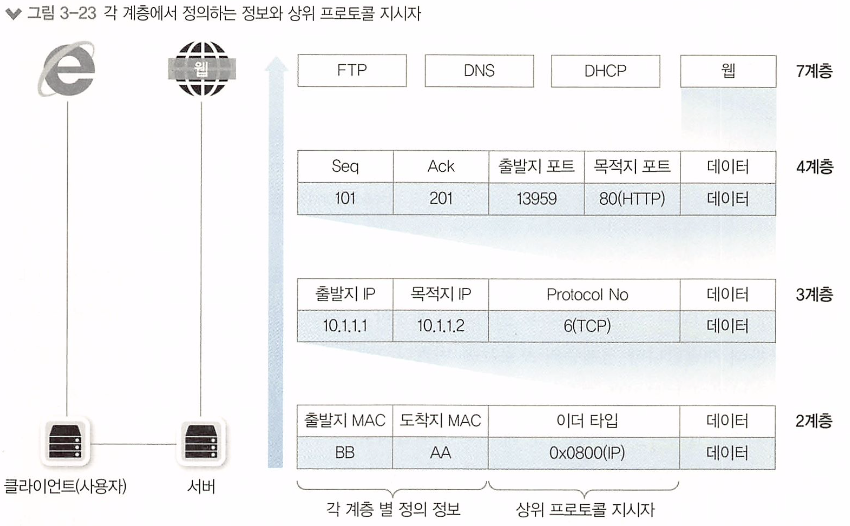 그림 3-23 각 계층에서 정의하는 정보와 상위 프로토콜 지시자
e 웹
FTP DNS DHCP 웹 7계층
Seq Ack 출발지 포트 목적지 포트 데이터 4계층
101 201 13959 80(HTTP) 데이터
출발지 IP 목적지 IP Protocol No 데이터 3계층
10.1.1.1 10.1.1.2 6(TCP) 데이터
출발지 MAC 도착지 MAC 이더 타입 데이터 2계층
BB AA 0x0800(IP) 데이터
클라이언트(사용자) 서버
각 계층 별 정의 정보 상위 프로토콜 지시자